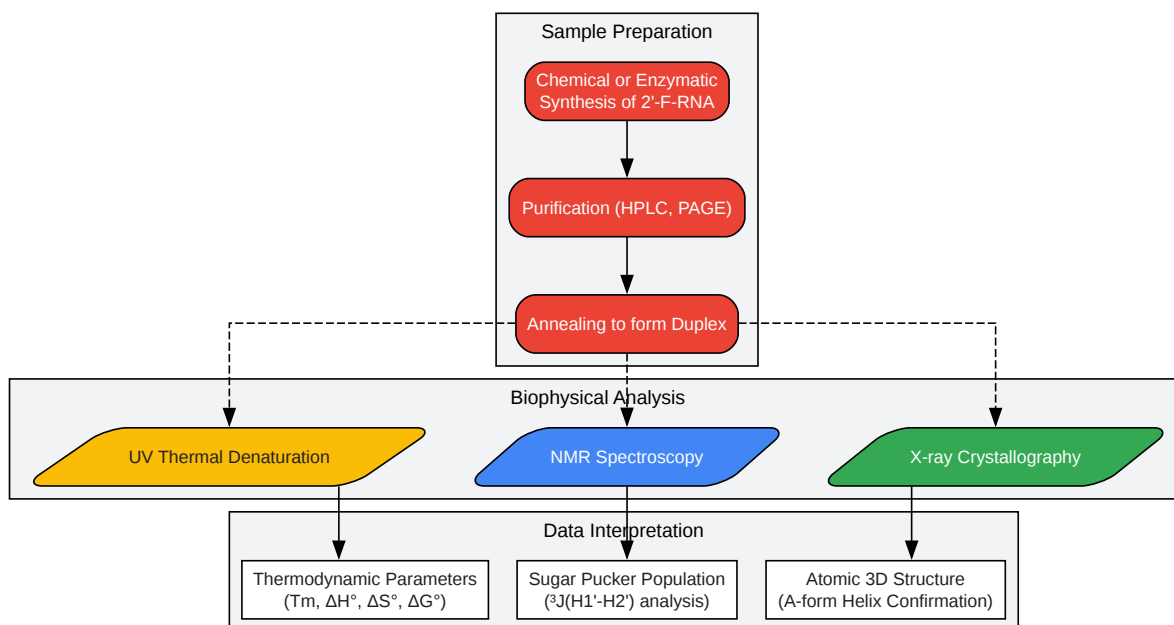 Sample Preparation
Chemical or Enzymatic
Synthesis of 2'-F-RNA
Purification (HPLC, PAGE)
Annealing to form Duplex
Biophysical Analysis
UV Thermal Denaturation
NMR Spectroscopy
X-ray Crystallography
Data Interpretation
Thermodynamic Parameters
(Tm, ΔH°, ΔS°, ΔG°)
Sugar Pucker Population
(³J(H1'-H2') analysis)
Atomic 3D Structure
(A-form Helix Confirmation)